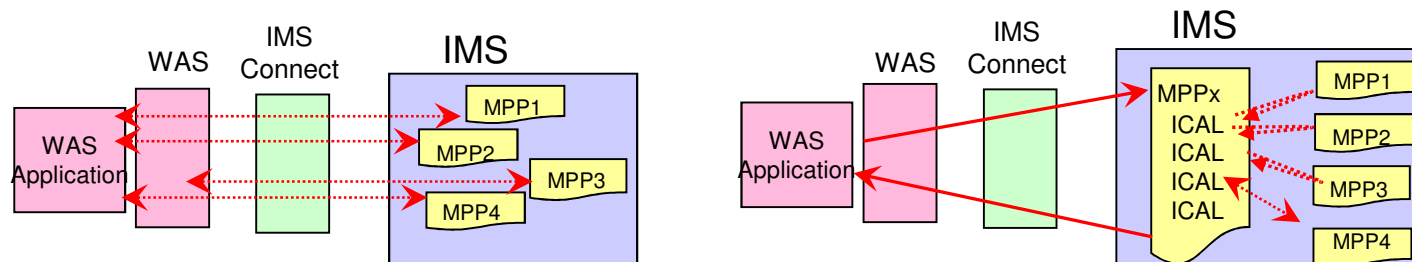 WAS
IMS
Connect
IMS
WAS
Application
MPP1
MPP2
MPP3
MPP4
WAS
IMS
Connect
IMS
WAS
Application
MPPx
ICAL
ICAL
ICAL
ICAL
MPP1
MPP2
MPP3
MPP4